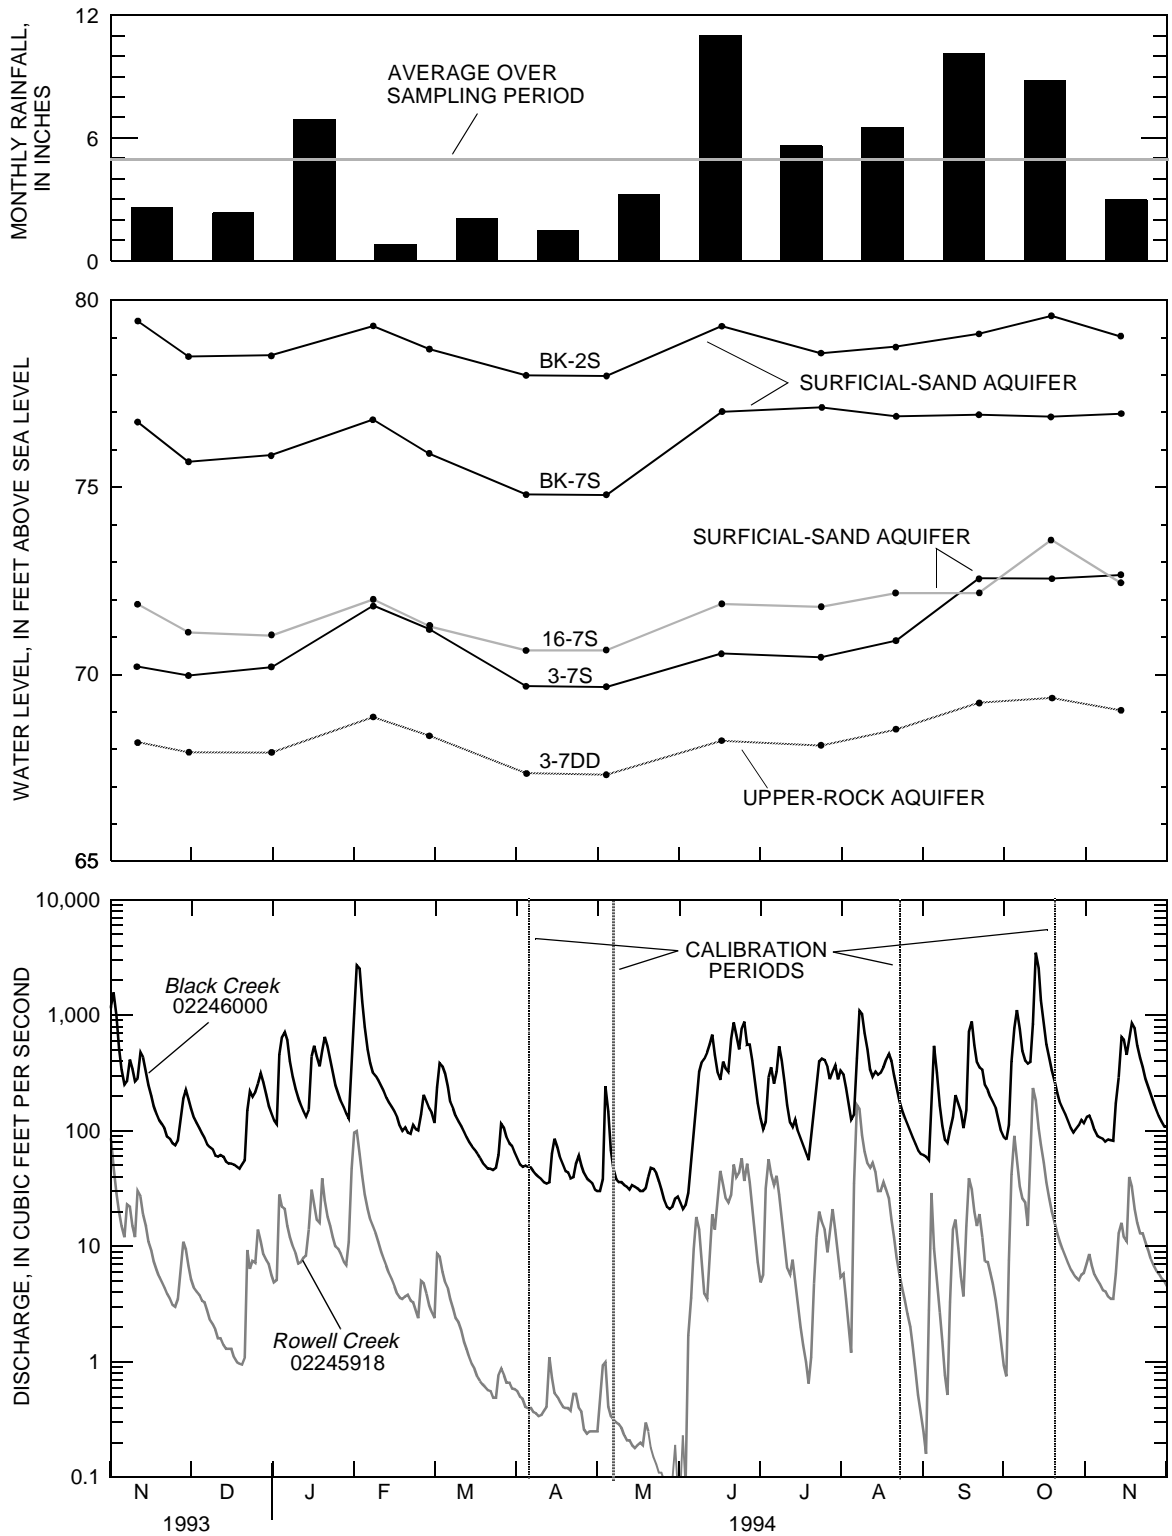 MONTHLY RAINFALL,
IN INCHES
12
6
0
AVERAGE OVER
SAMPLING PERIOD
WATER LEVEL, IN FEET ABOVE SEA LEVEL
80
75
70
65
BK-2S
SURFICIAL-SAND AQUIFER
BK-7S
SURFICIAL-SAND AQUIFER
16-7S
3-7S
3-7DD
UPPER-ROCK AQUIFER
DISCHARGE, IN CUBIC FEET PER SECOND
10,000
1,000
100
10
1
0.1
CALIBRATION
PERIODS
Black Creek
02246000
Rowell Creek
02245918
N D J F M A M J J A S O N
1993 1994